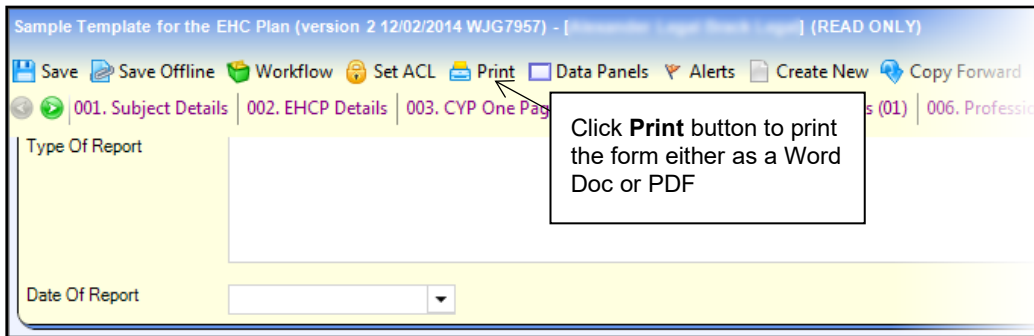 Sample Template for the EHC Plan (version 2 12/02/2014 WJG7957) - [ ] (READ ONLY)
Save Save Offline Workflow Set ACL Print Data Panels Alerts Create New Copy Forward
001. Subject Details 002. EHCP Details 003. CYP One Pag s (01) 006. Professio
Click Print button to print
the form either as a Word
Doc or PDF
Type Of Report
Date Of Report